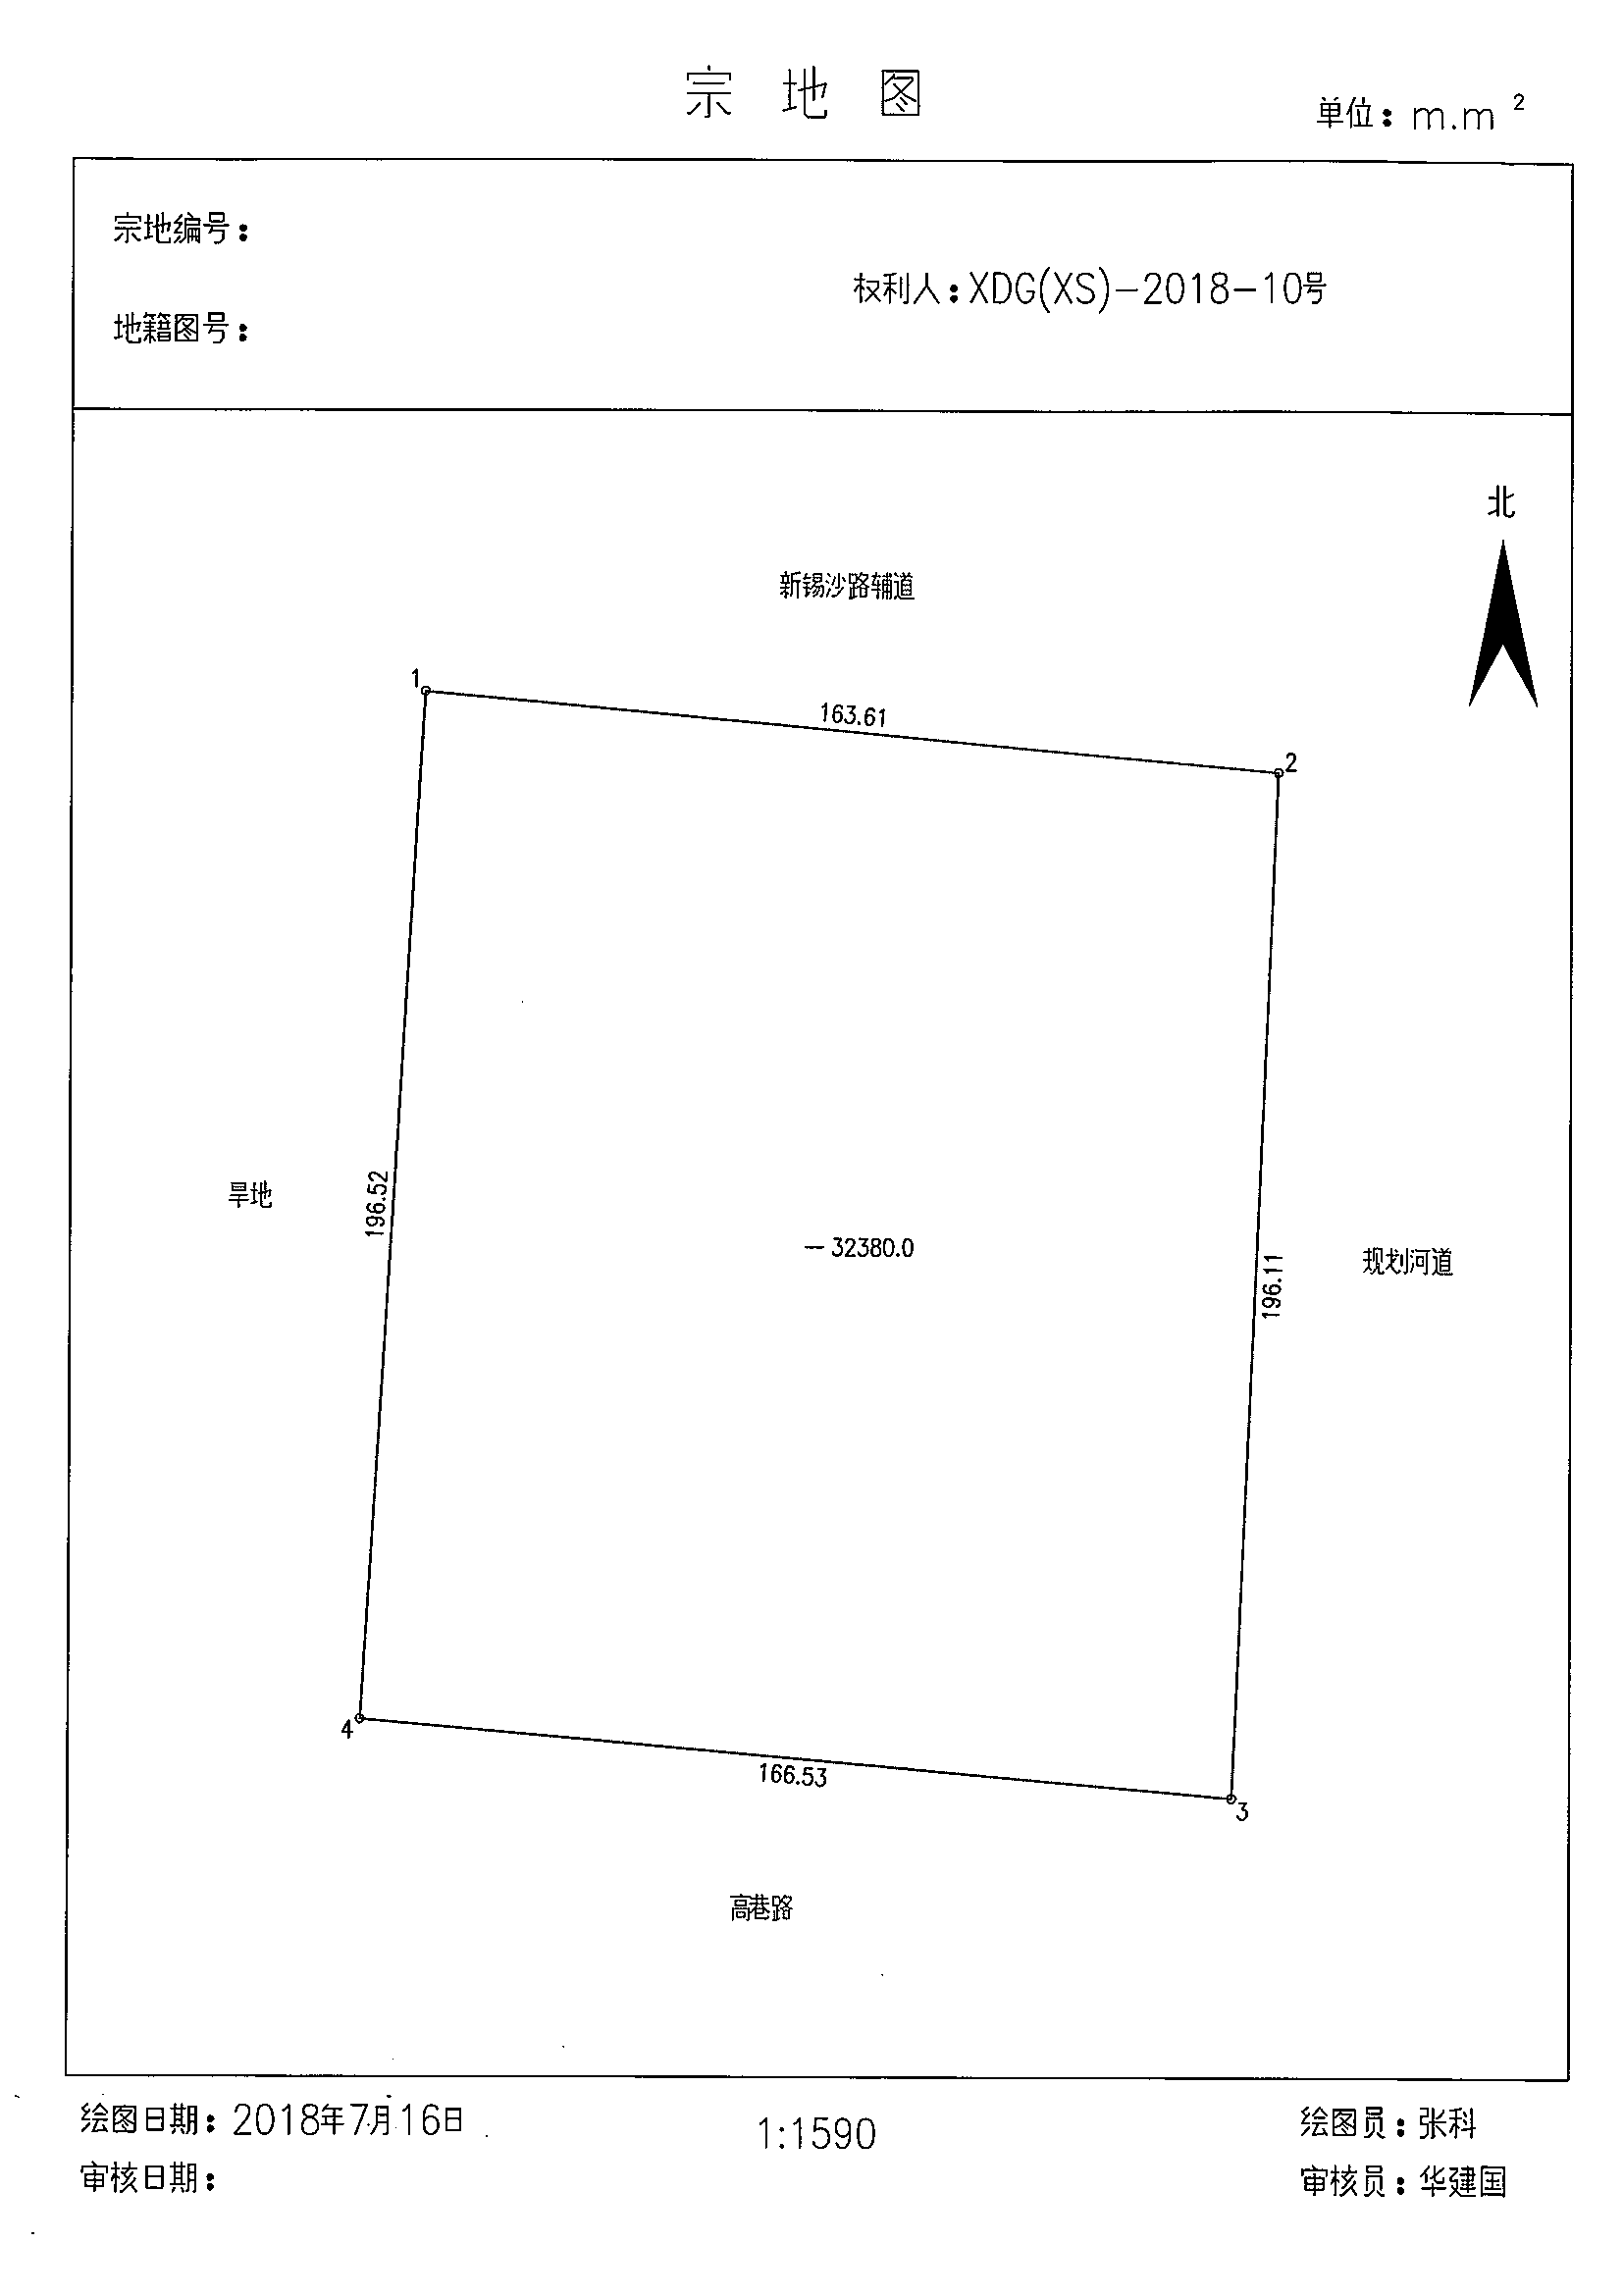 宗地图
单位：m.m²
宗地编号：
权利人：XDG(XS)-2018-10号
地籍图号：
北
新锡沙路辅道
1
163.61
2
196.52
旱地
— 32380.0
196.11
规划河道
4
166.53
3
高巷路
绘图日期：2018年7月16日
1:1590
绘图员：张科
审核日期：
审核员：华建国